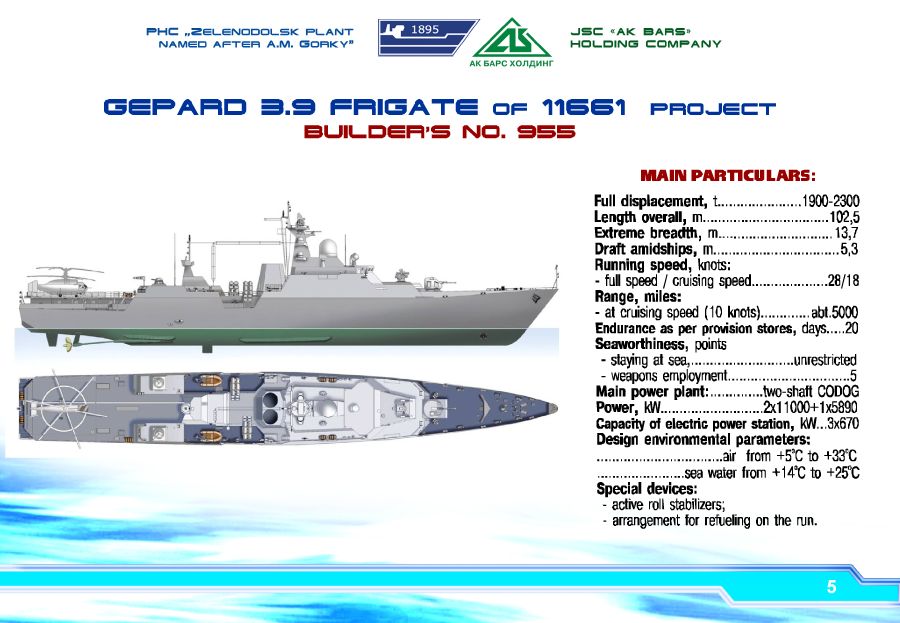 PHC „Zelenodolsk plant
named after A.M. Gorky”
1895
АК БАРС ХОЛДИНГ
JSC «AK BARS»
HOLDING COMPANY
GEPARD 3.9 FRIGATE OF 11661 PROJECT
BUILDER'S NO. 955
MAIN PARTICULARS:
Full displacement, t......................1900-2300
Length overall, m.................................102,5
Extreme breadth, m..............................13,7
Draft amidships, m.................................5,3
Running speed, knots:
- full speed / cruising speed....................28/18
Range, miles:
- at cruising speed (10 knots).............abt.5000
Endurance as per provision stores, days.....20
Seaworthiness, points
- staying at sea,...........................unrestricted
- weapons employment................................5
Main power plant:..............two-shaft CODOG
Power, kW...........................2x11000+1x5890
Capacity of electric power station, kW...3x670
Design environmental parameters:
.................................air from +5°C to +33°C
.......................sea water from +14°C to +25°C
Special devices:
- active roll stabilizers;
- arrangement for refueling on the run.
5